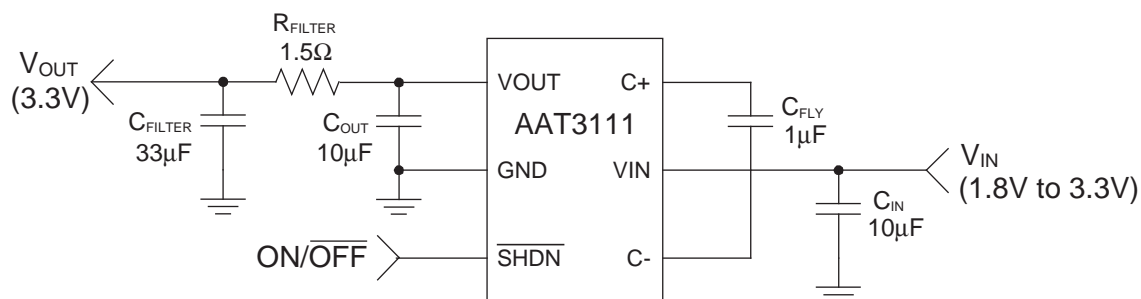 RFILTER
1.5Ω
VOUT
(3.3V)
CFILTER
33μF
COUT
10μF
VOUT
C+
AAT3111
GND
VIN
SHDN
C-
CFLY
1μF
VIN
(1.8V to 3.3V)
CIN
10μF
ON/OFF